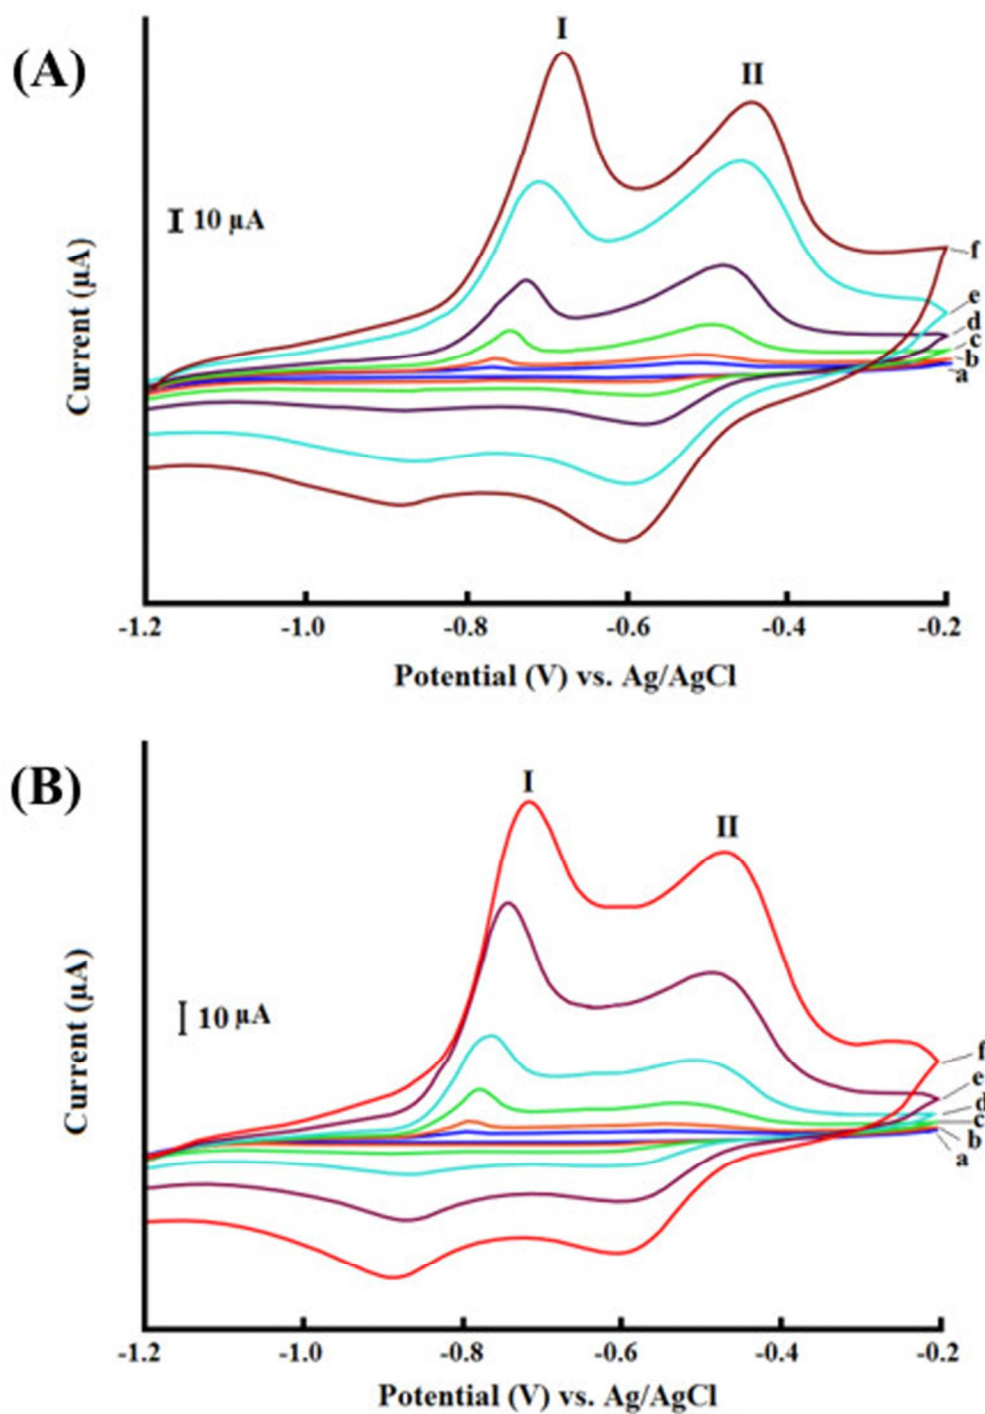 (A)
I
II
10 µA
Current (µA)
f
e
d
c
b
a
-1.2 -1.0 -0.8 -0.6 -0.4 -0.2
Potential (V) vs. Ag/AgCl
(B)
I
II
10 µA
Current (µA)
f
e
d
c
b
a
-1.2 -1.0 -0.8 -0.6 -0.4 -0.2
Potential (V) vs. Ag/AgCl